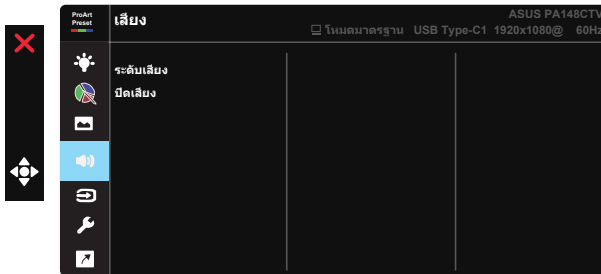 ProArt
Preset
เสียง
ASUS PA148CTV
โหมดมาตรฐาน USB Type-C1 1920x1080@ 60Hz
ระดับเสียง
ปิดเสียง